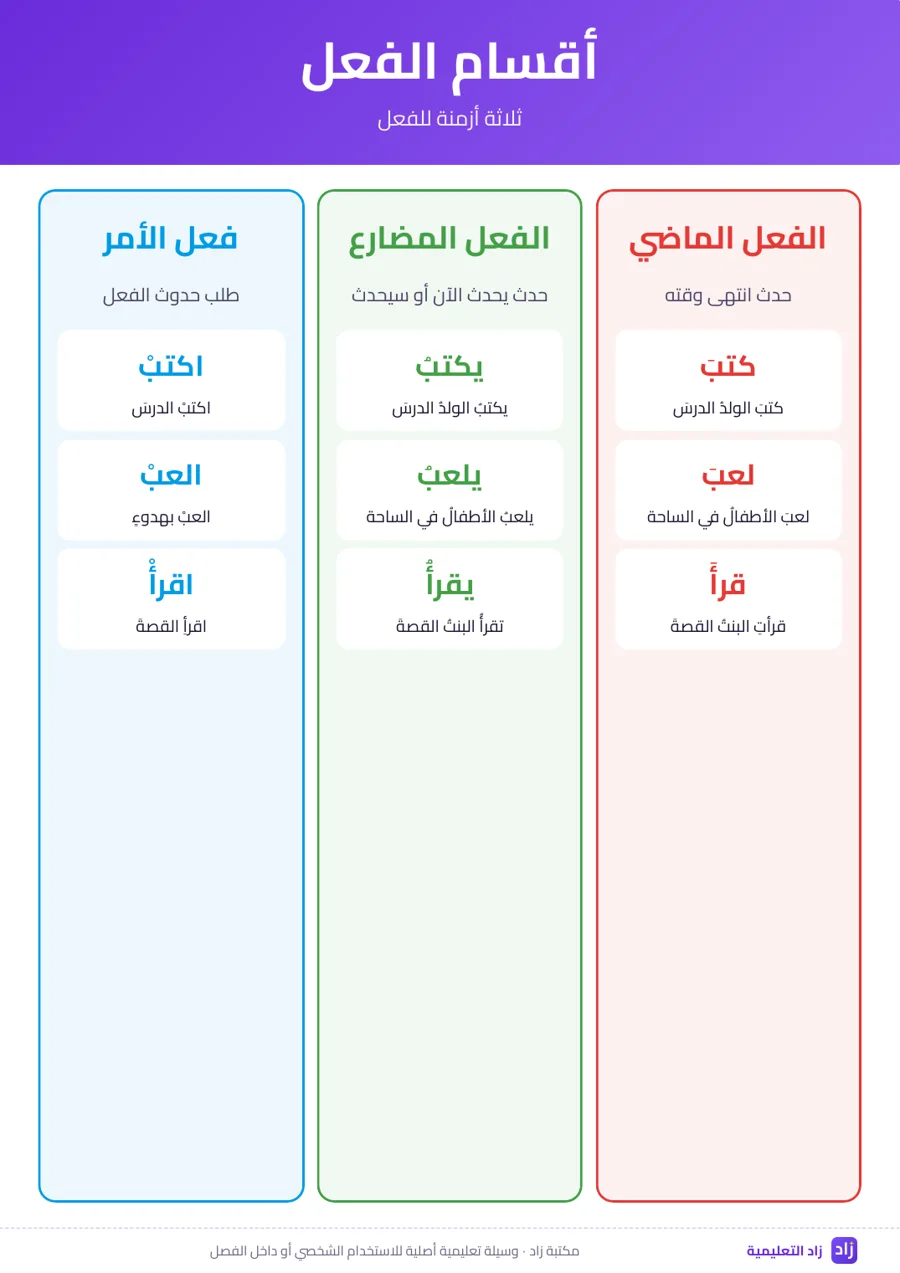 أقسام الفعل
ثلاثة أزمنة للفعل
الفعل الماضي
حدث انتهى وقته
كتبَ
كتبَ الولدُ الدرسَ
لعبَ
لعبَ الأطفالُ في الساحة
قرأَ
قرأتِ البنتُ القصةَ
الفعل المضارع
حدث يحدث الآن أو سيحدث
يكتبُ
يكتبُ الولدُ الدرسَ
يلعبُ
يلعبُ الأطفالُ في الساحة
يقرأُ
تقرأُ البنتُ القصةَ
فعل الأمر
طلب حدوث الفعل
اكتبْ
اكتبْ الدرسَ
العبْ
العبْ بهدوءٍ
اقرأْ
اقرأِ القصةَ
زاد
زاد التعليمية
مكتبة زاد · وسيلة تعليمية أصلية للاستخدام الشخصي أو داخل الفصل